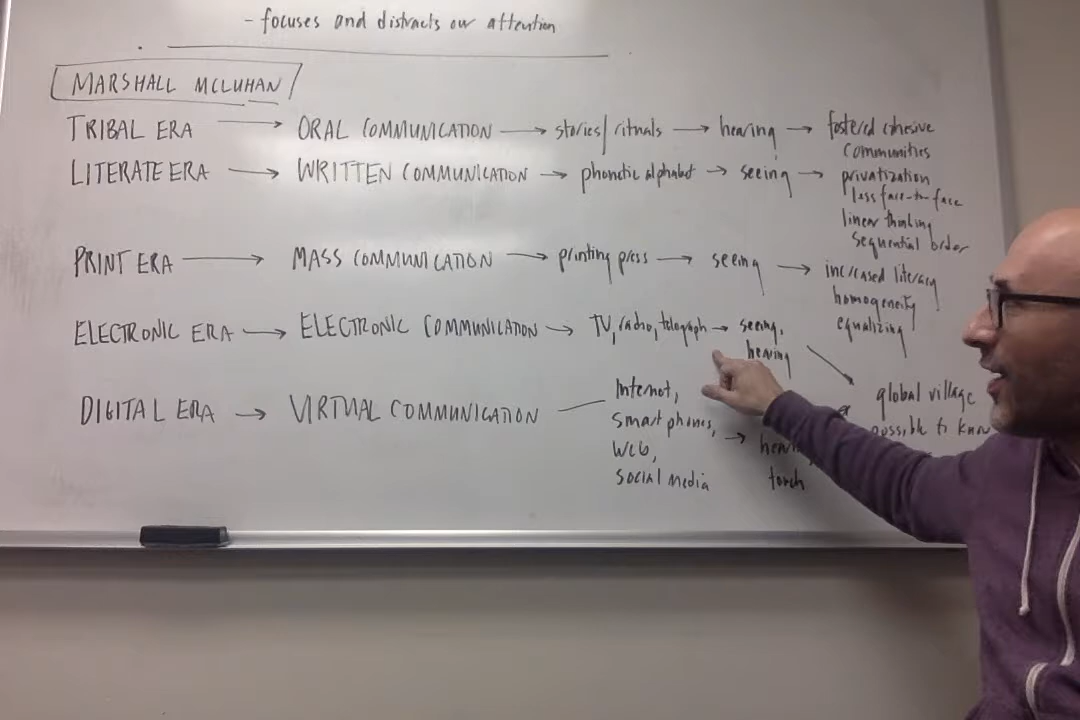 - focuses and distracts our attention
MARSHALL MCLUHAN
TRIBAL ERA → ORAL COMMUNICATION → stories/rituals → hearing → fostered cohesive
communities
LITERATE ERA → WRITTEN COMMUNICATION → phonetic alphabet → seeing → privatization
less face-to-face
linear thinking
sequential order
PRINT ERA → MASS COMMUNICATION → printing press → seeing → increased literacy
homogeneity
equalizing
ELECTRONIC ERA → ELECTRONIC COMMUNICATION → TV, radio, telegraph → seeing,
hearing
global village
possible to know
DIGITAL ERA → VIRTUAL COMMUNICATION — Internet,
smart phones, →
Web,
social media
touch